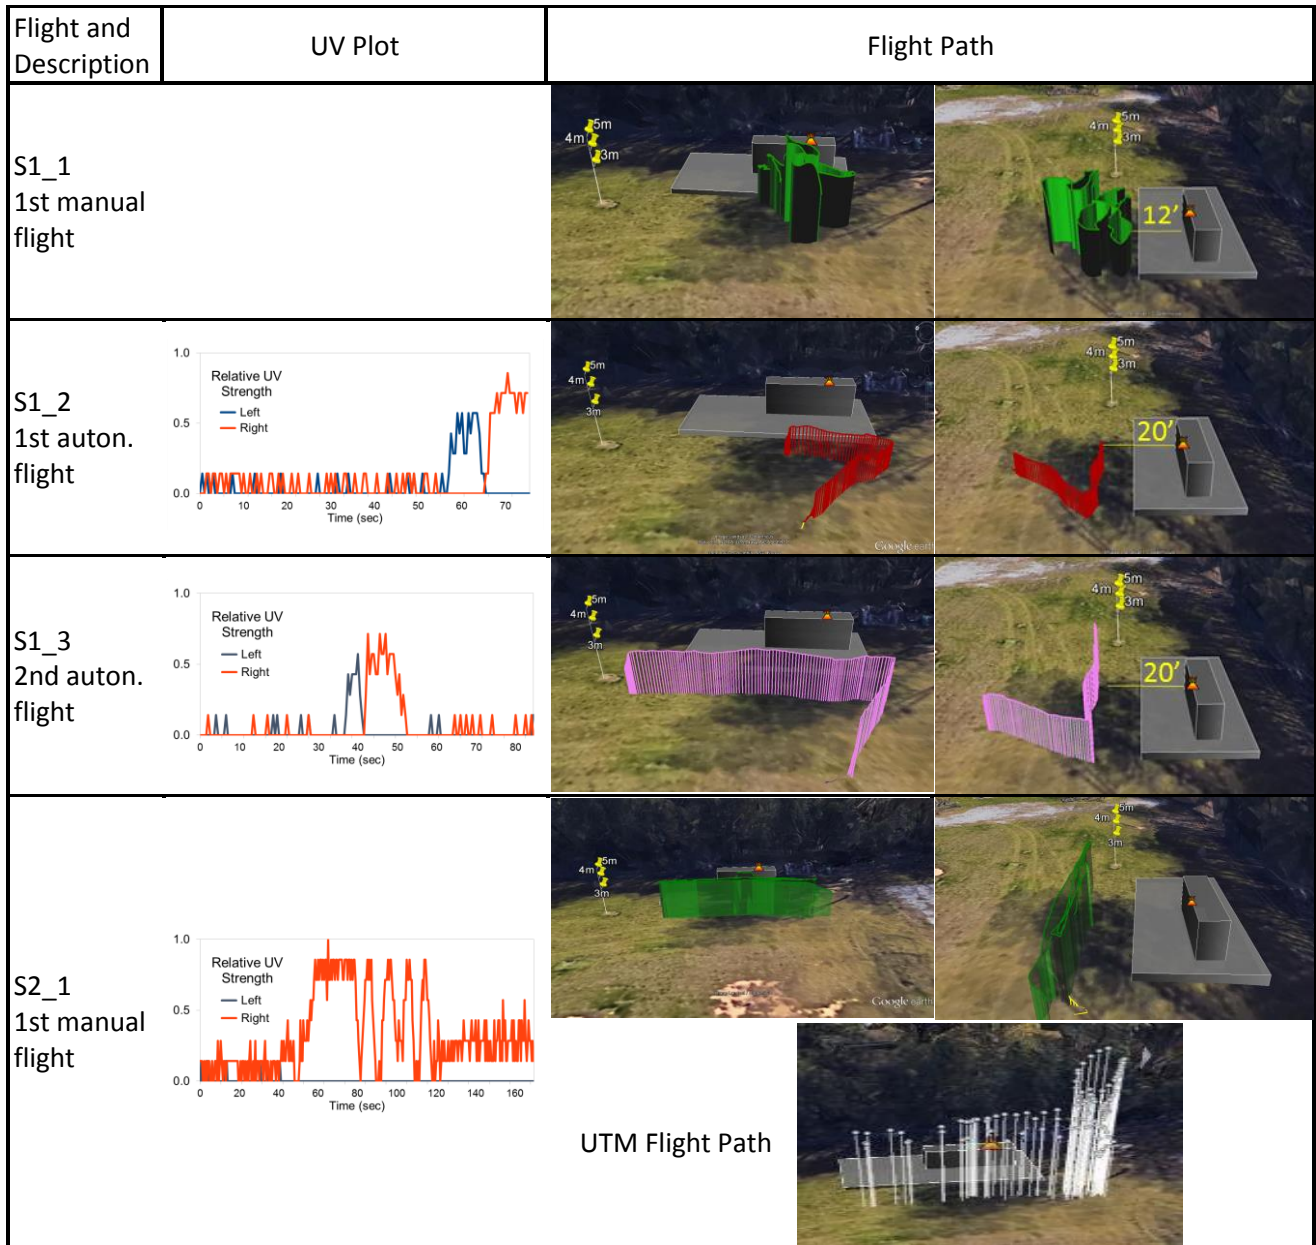 Flight and
Description
UV Plot
Flight Path
S1_1
1st manual
flight
5m
4m
3m
5m
4m
3m
12'
S1_2
1st auton.
flight
1.0
0.5
0.0
Relative UV
Strength
Left
Right
0 10 20 30 40 50 60 70
Time (sec)
5m
4m
3m
Google earth
5m
4m
3m
20'
S1_3
2nd auton.
flight
1.0
0.5
0.0
Relative UV
Strength
Left
Right
0 10 20 30 40 50 60 70 80
Time (sec)
5m
4m
3m
5m
4m
3m
20'
S2_1
1st manual
flight
1.0
0.5
0.0
Relative UV
Strength
Left
Right
0 20 40 60 80 100 120 140 160
Time (sec)
5m
4m
3m
Google earth
5m
4m
3m
UTM Flight Path